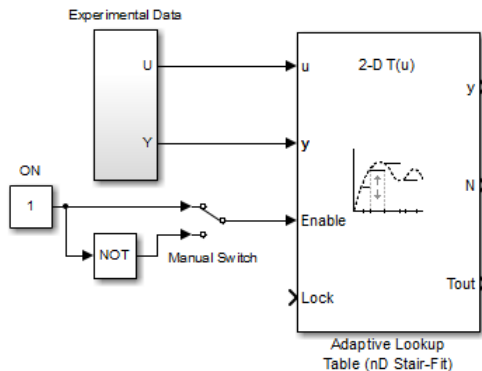 Experimental Data
U
Y
u
2-D T(u)
y
y
N
ON
1
NOT
Manual Switch
Enable
Lock
Tout
Adaptive Lookup
Table (nD Stair-Fit)